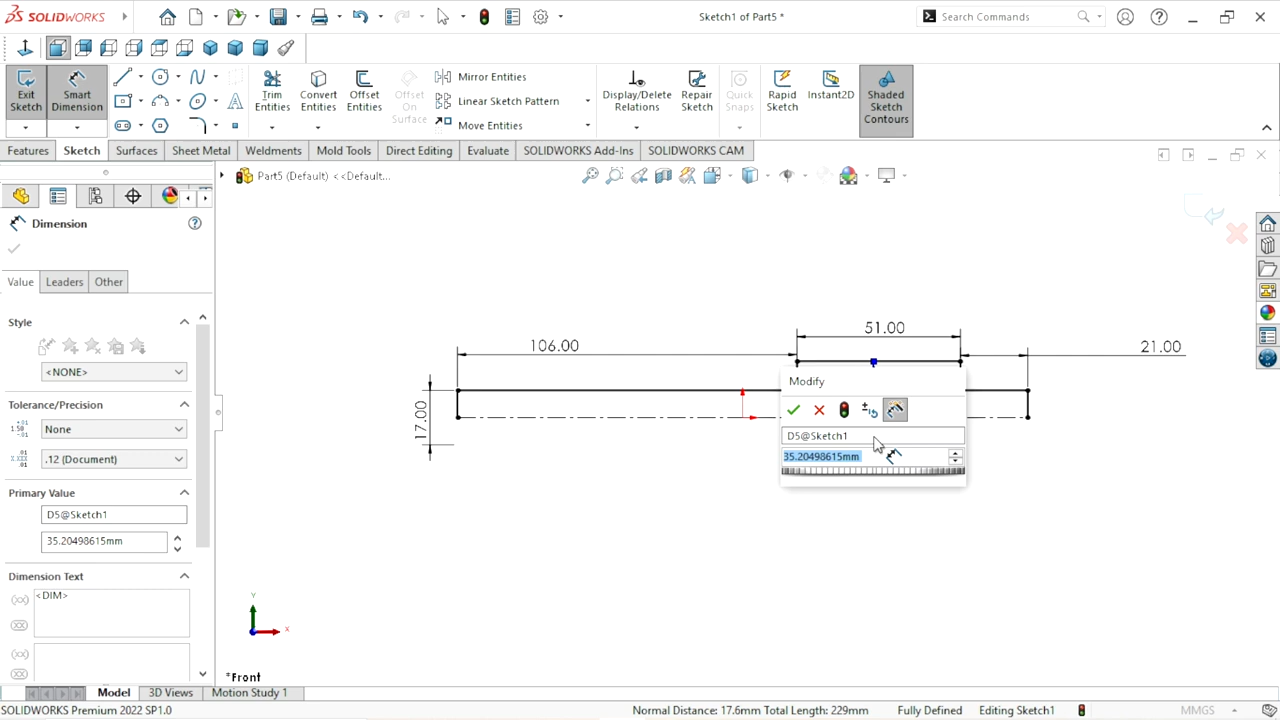 SOLIDWORKS
Sketch1 of Part5 *
Search Commands
Exit Sketch
Smart Dimension
Trim Entities
Convert Entities
Offset Entities
Offset On Surface
Mirror Entities
Linear Sketch Pattern
Move Entities
Display/Delete Relations
Repair Sketch
Quick Snaps
Rapid Sketch
Instant2D
Shaded Sketch Contours
Features
Sketch
Surfaces
Sheet Metal
Weldments
Mold Tools
Direct Editing
Evaluate
SOLIDWORKS Add-Ins
SOLIDWORKS CAM
Part5 (Default) <<Default...
Dimension
Value
Leaders
Other
Style
<NONE>
Tolerance/Precision
None
.12 (Document)
Primary Value
D5@Sketch1
35.20498615mm
Dimension Text
<DIM>
106.00
51.00
21.00
17.00
Modify
D5@Sketch1
35.20498615mm
Y
X
*Front
Model
3D Views
Motion Study 1
SOLIDWORKS Premium 2022 SP1.0
Normal Distance: 17.6mm Total Length: 229mm
Fully Defined
Editing Sketch1
MMGS